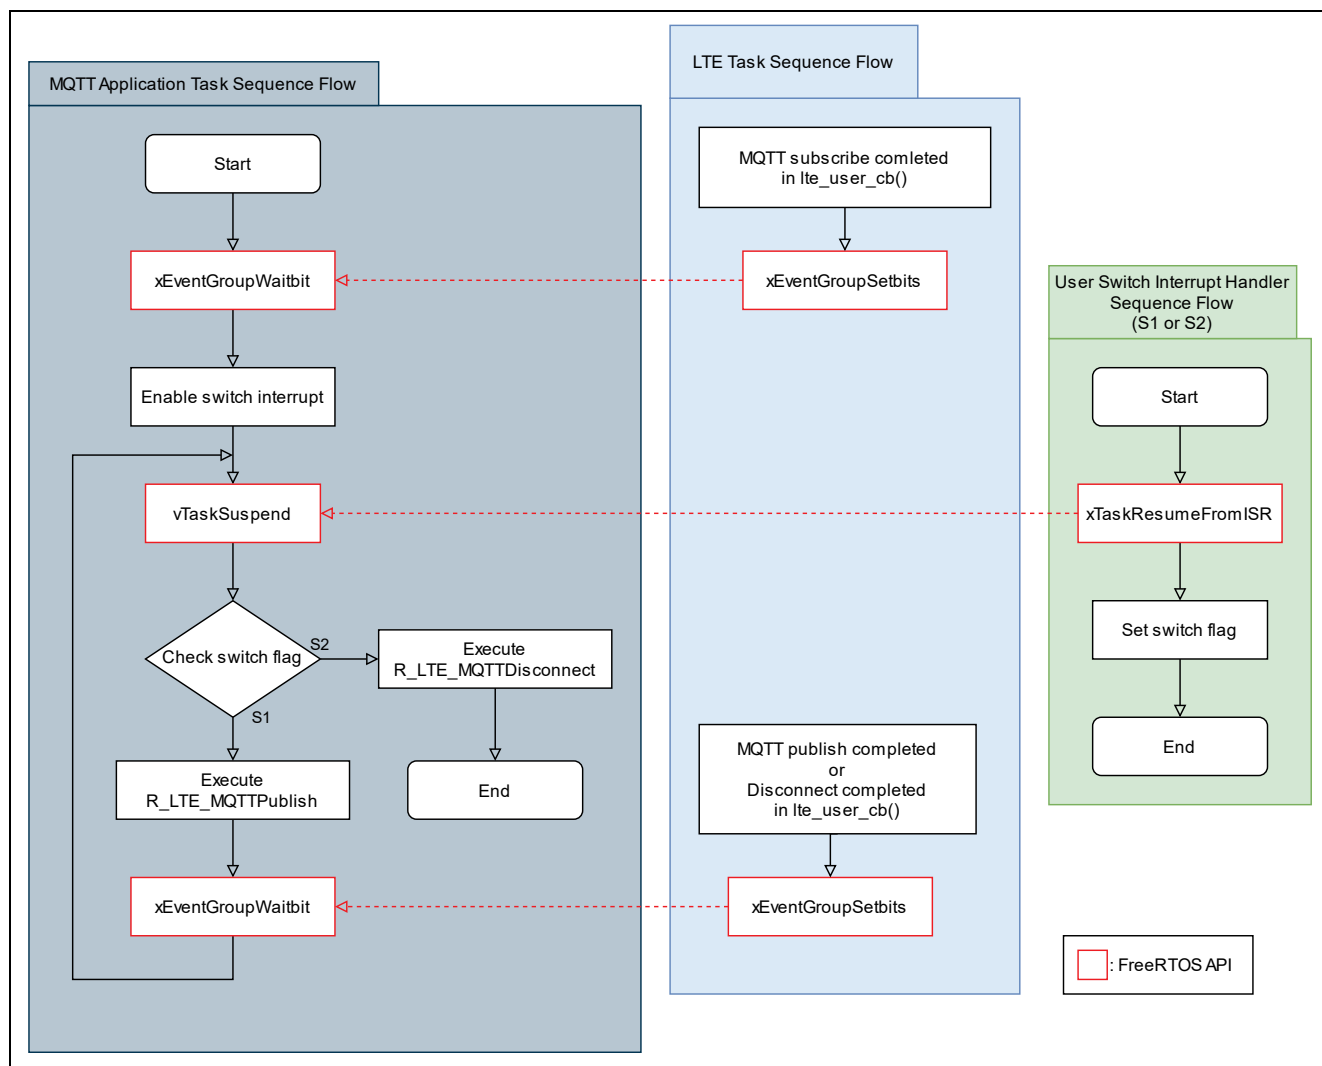 MQTT Application Task Sequence Flow
Start
xEventGroupWaitbit
Enable switch interrupt
vTaskSuspend
Check switch flag
S2
S1
Execute
R_LTE_MQTTDisconnect
End
Execute
R_LTE_MQTTPublish
xEventGroupWaitbit
LTE Task Sequence Flow
MQTT subscribe comleted
in lte_user_cb()
xEventGroupSetbits
MQTT publish completed
or
Disconnect completed
in lte_user_cb()
xEventGroupSetbits
User Switch Interrupt Handler
Sequence Flow
(S1 or S2)
Start
xTaskResumeFromISR
Set switch flag
End
: FreeRTOS API